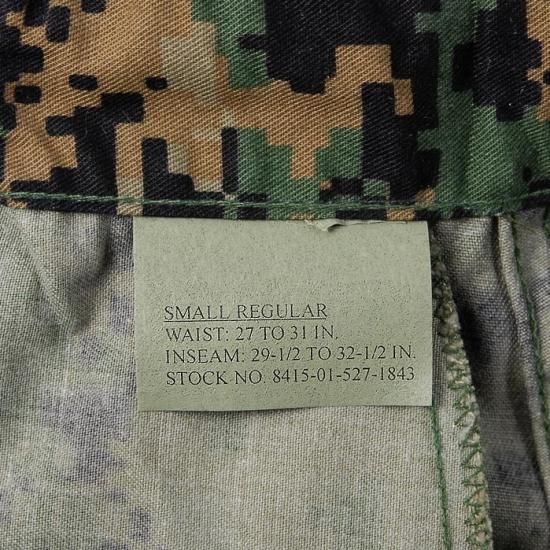 SMALL REGULAR
WAIST: 27 TO 31 IN.
INSEAM: 29-1/2 TO 32-1/2 IN.
STOCK NO. 8415-01-527-1843